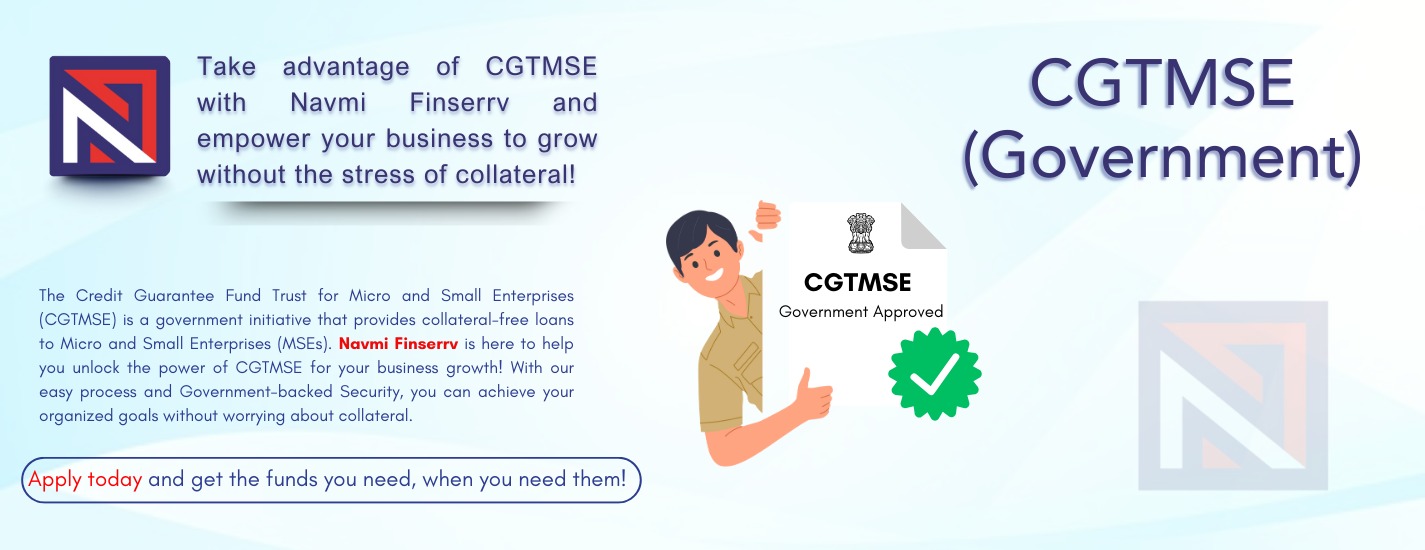 Take advantage of CGTMSE
with Navmi Finserrv and
empower your business to grow
without the stress of collateral!
CGTMSE
(Government)
CGTMSE
Government Approved
The Credit Guarantee Fund Trust for Micro and Small Enterprises
(CGTMSE) is a government initiative that provides collateral-free loans
to Micro and Small Enterprises (MSEs). Navmi Finserrv is here to help
you unlock the power of CGTMSE for your business growth! With our
easy process and Government-backed Security, you can achieve your
organized goals without worrying about collateral.
Apply today and get the funds you need, when you need them!